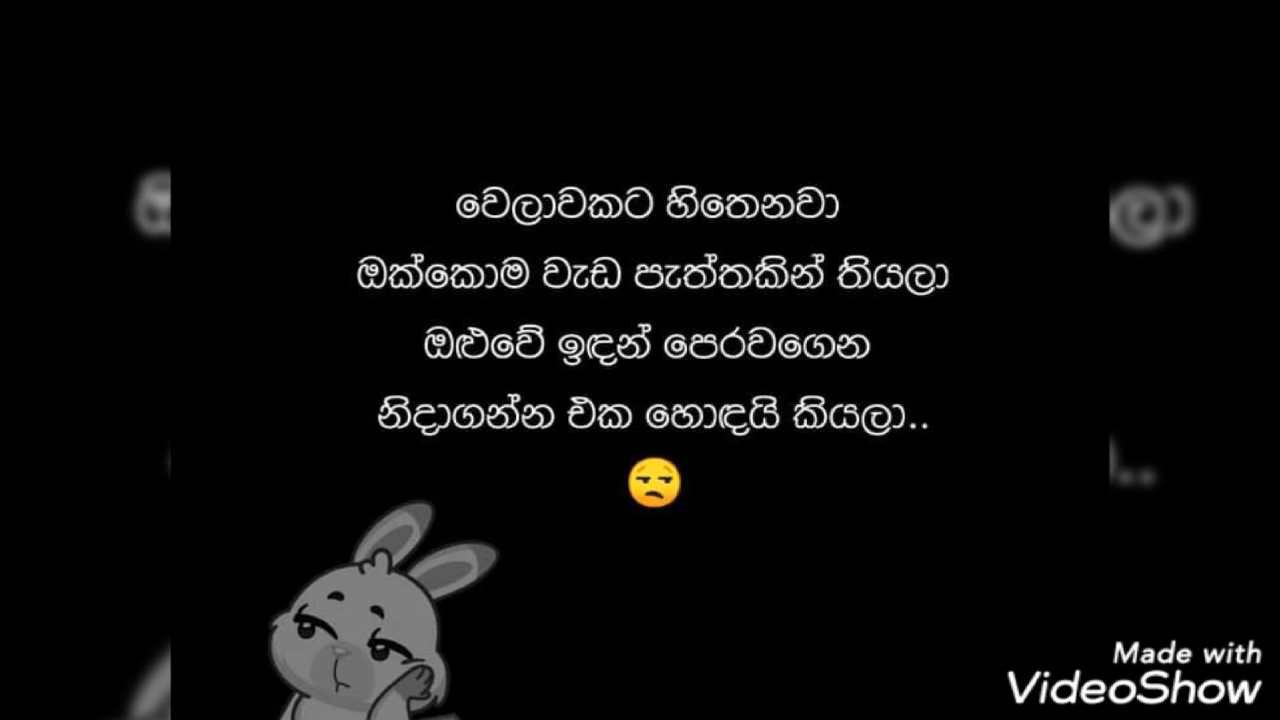 වෙලාවකට හිතෙනවා
ඔක්කොම වැඩ පැත්තකින් තියලා
ඔළුවේ ඉඳන් පෙරවගෙන
නිදාගන්න එක හොඳයි කියලා..
😒
Made with
VideoShow